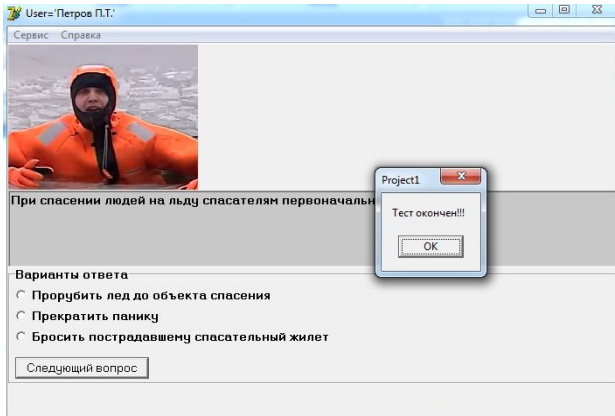 User='Петров П.Т.'
Сервис Справка
При спасении людей на льду спасателям
Project1
Тест окончен!!!
OK
Варианты ответа
Прорубить лед до объекта спасения
Прекратить панику
Бросить пострадавшему спасательный жилет
Следующий вопрос